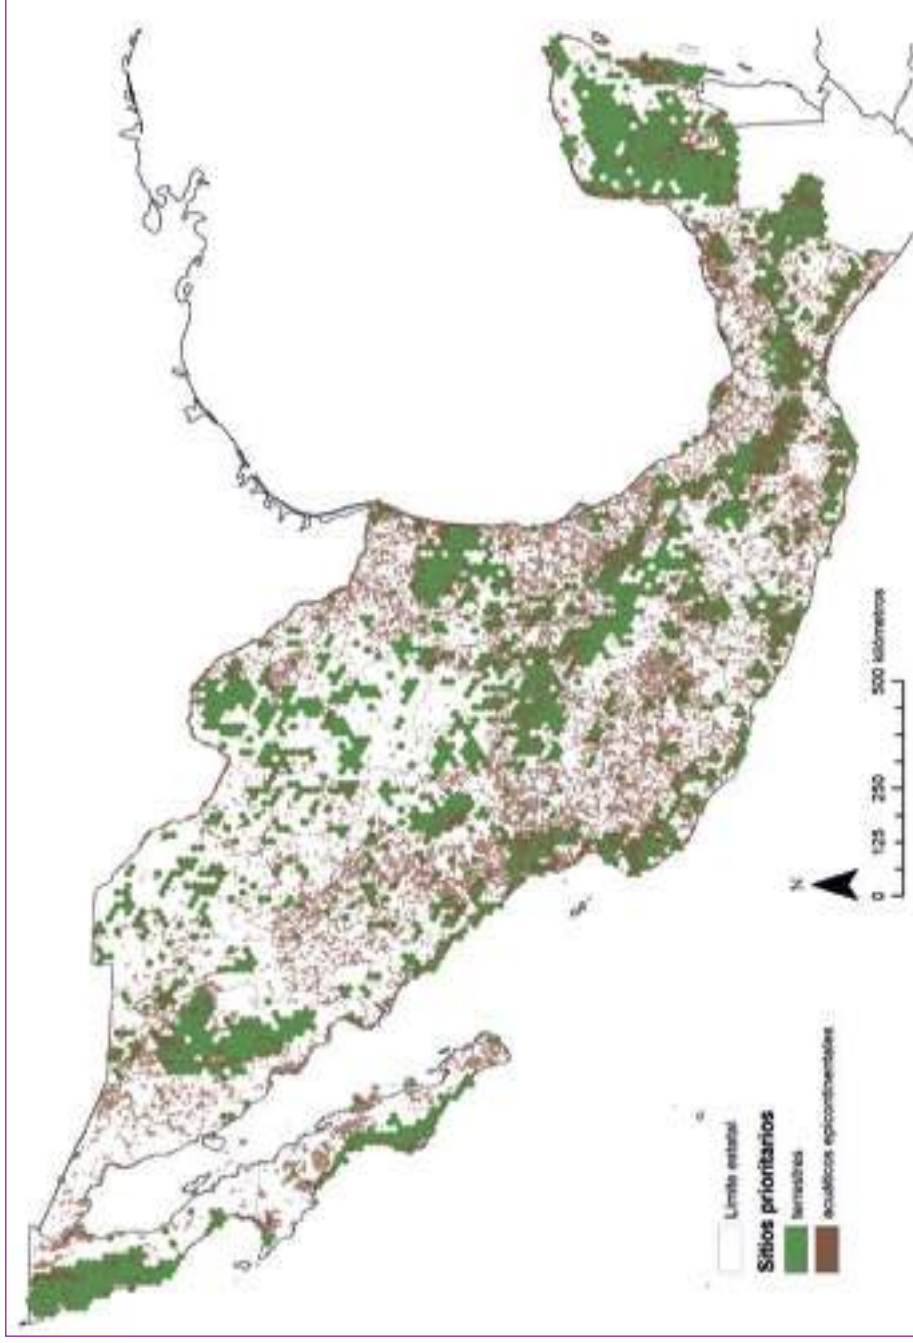 Límite estatal
Sitios prioritarios
terrestres
acuáticos epicontinentales
N
0 125 250 500 kilómetros